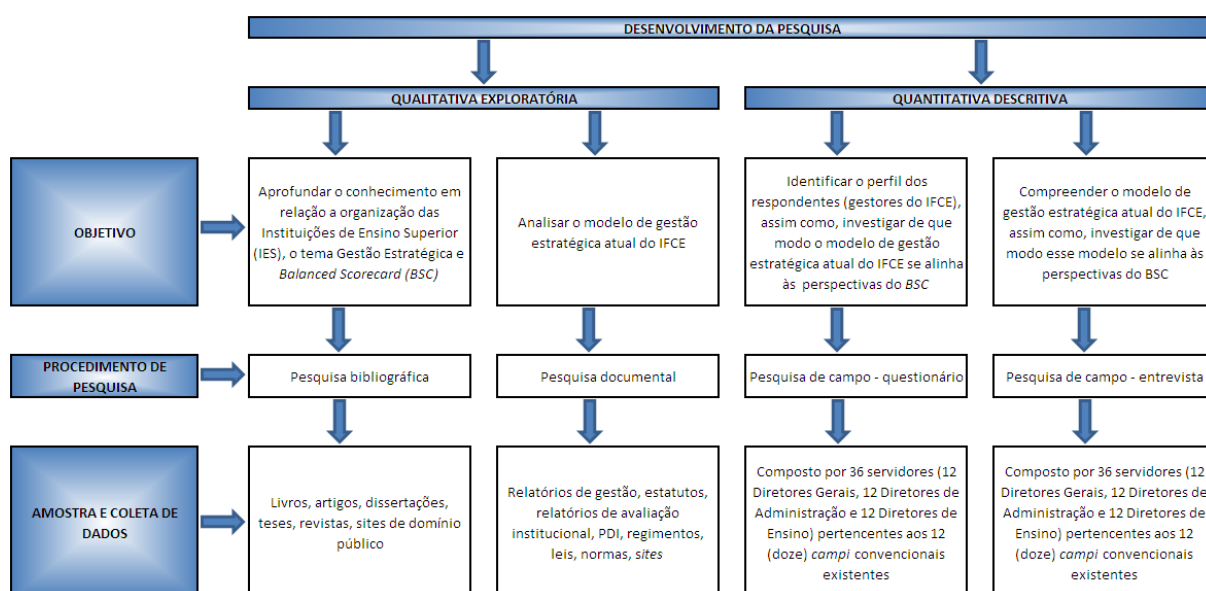 DESENVOLVIMENTO DA PESQUISA
QUALITATIVA EXPLORATÓRIA
QUANTITATIVA DESCRITIVA
OBJETIVO
Aprofundar o conhecimento em
relação a organização das
Instituições de Ensino Superior
(IES), o tema Gestão Estratégica e
Balanced Scorecard (BSC)
Analisar o modelo de gestão
estratégica atual do IFCE
Identificar o perfil dos
respondentes (gestores do IFCE),
assim como, investigar de que
modo o modelo de gestão
estratégica atual do IFCE se alinha
às perspectivas do BSC
Compreender o modelo de
gestão estratégica atual do IFCE,
assim como, investigar de que
modo esse modelo se alinha às
perspectivas do BSC
PROCEDIMENTO DE
PESQUISA
Pesquisa bibliográfica
Pesquisa documental
Pesquisa de campo - questionário
Pesquisa de campo - entrevista
AMOSTRA E COLETA DE
DADOS
Livros, artigos, dissertações,
teses, revistas, sites de domínio
público
Relatórios de gestão, estatutos,
relatórios de avaliação
institucional, PDI, regimentos,
leis, normas, sites
Composto por 36 servidores (12
Diretores Gerais, 12 Diretores de
Administração e 12 Diretores de
Ensino) pertencentes aos 12
(doze) campi convencionais
existentes
Composto por 36 servidores (12
Diretores Gerais, 12 Diretores de
Administração e 12 Diretores de
Ensino) pertencentes aos 12
(doze) campi convencionais
existentes